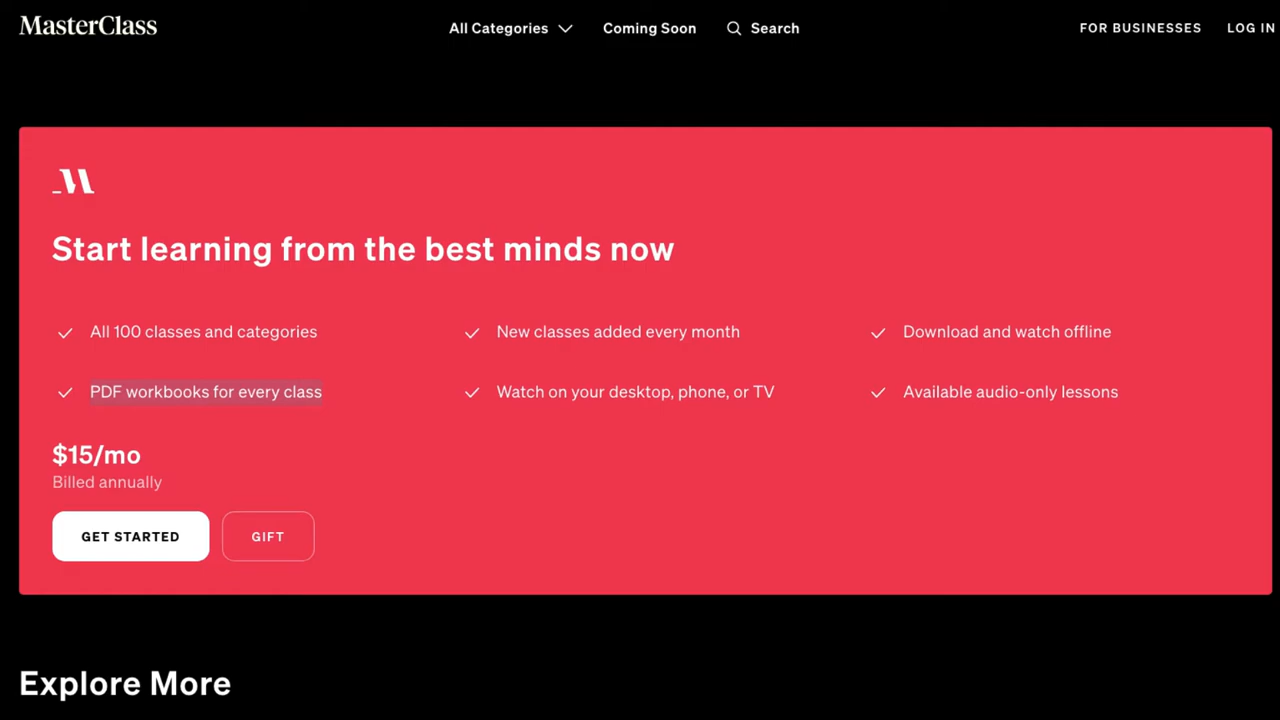 MasterClass
All Categories
Coming Soon
Search
FOR BUSINESSES
LOG IN
Start learning from the best minds now
All 100 classes and categories
New classes added every month
Download and watch offline
PDF workbooks for every class
Watch on your desktop, phone, or TV
Available audio-only lessons
$15/mo
Billed annually
GET STARTED
GIFT
Explore More